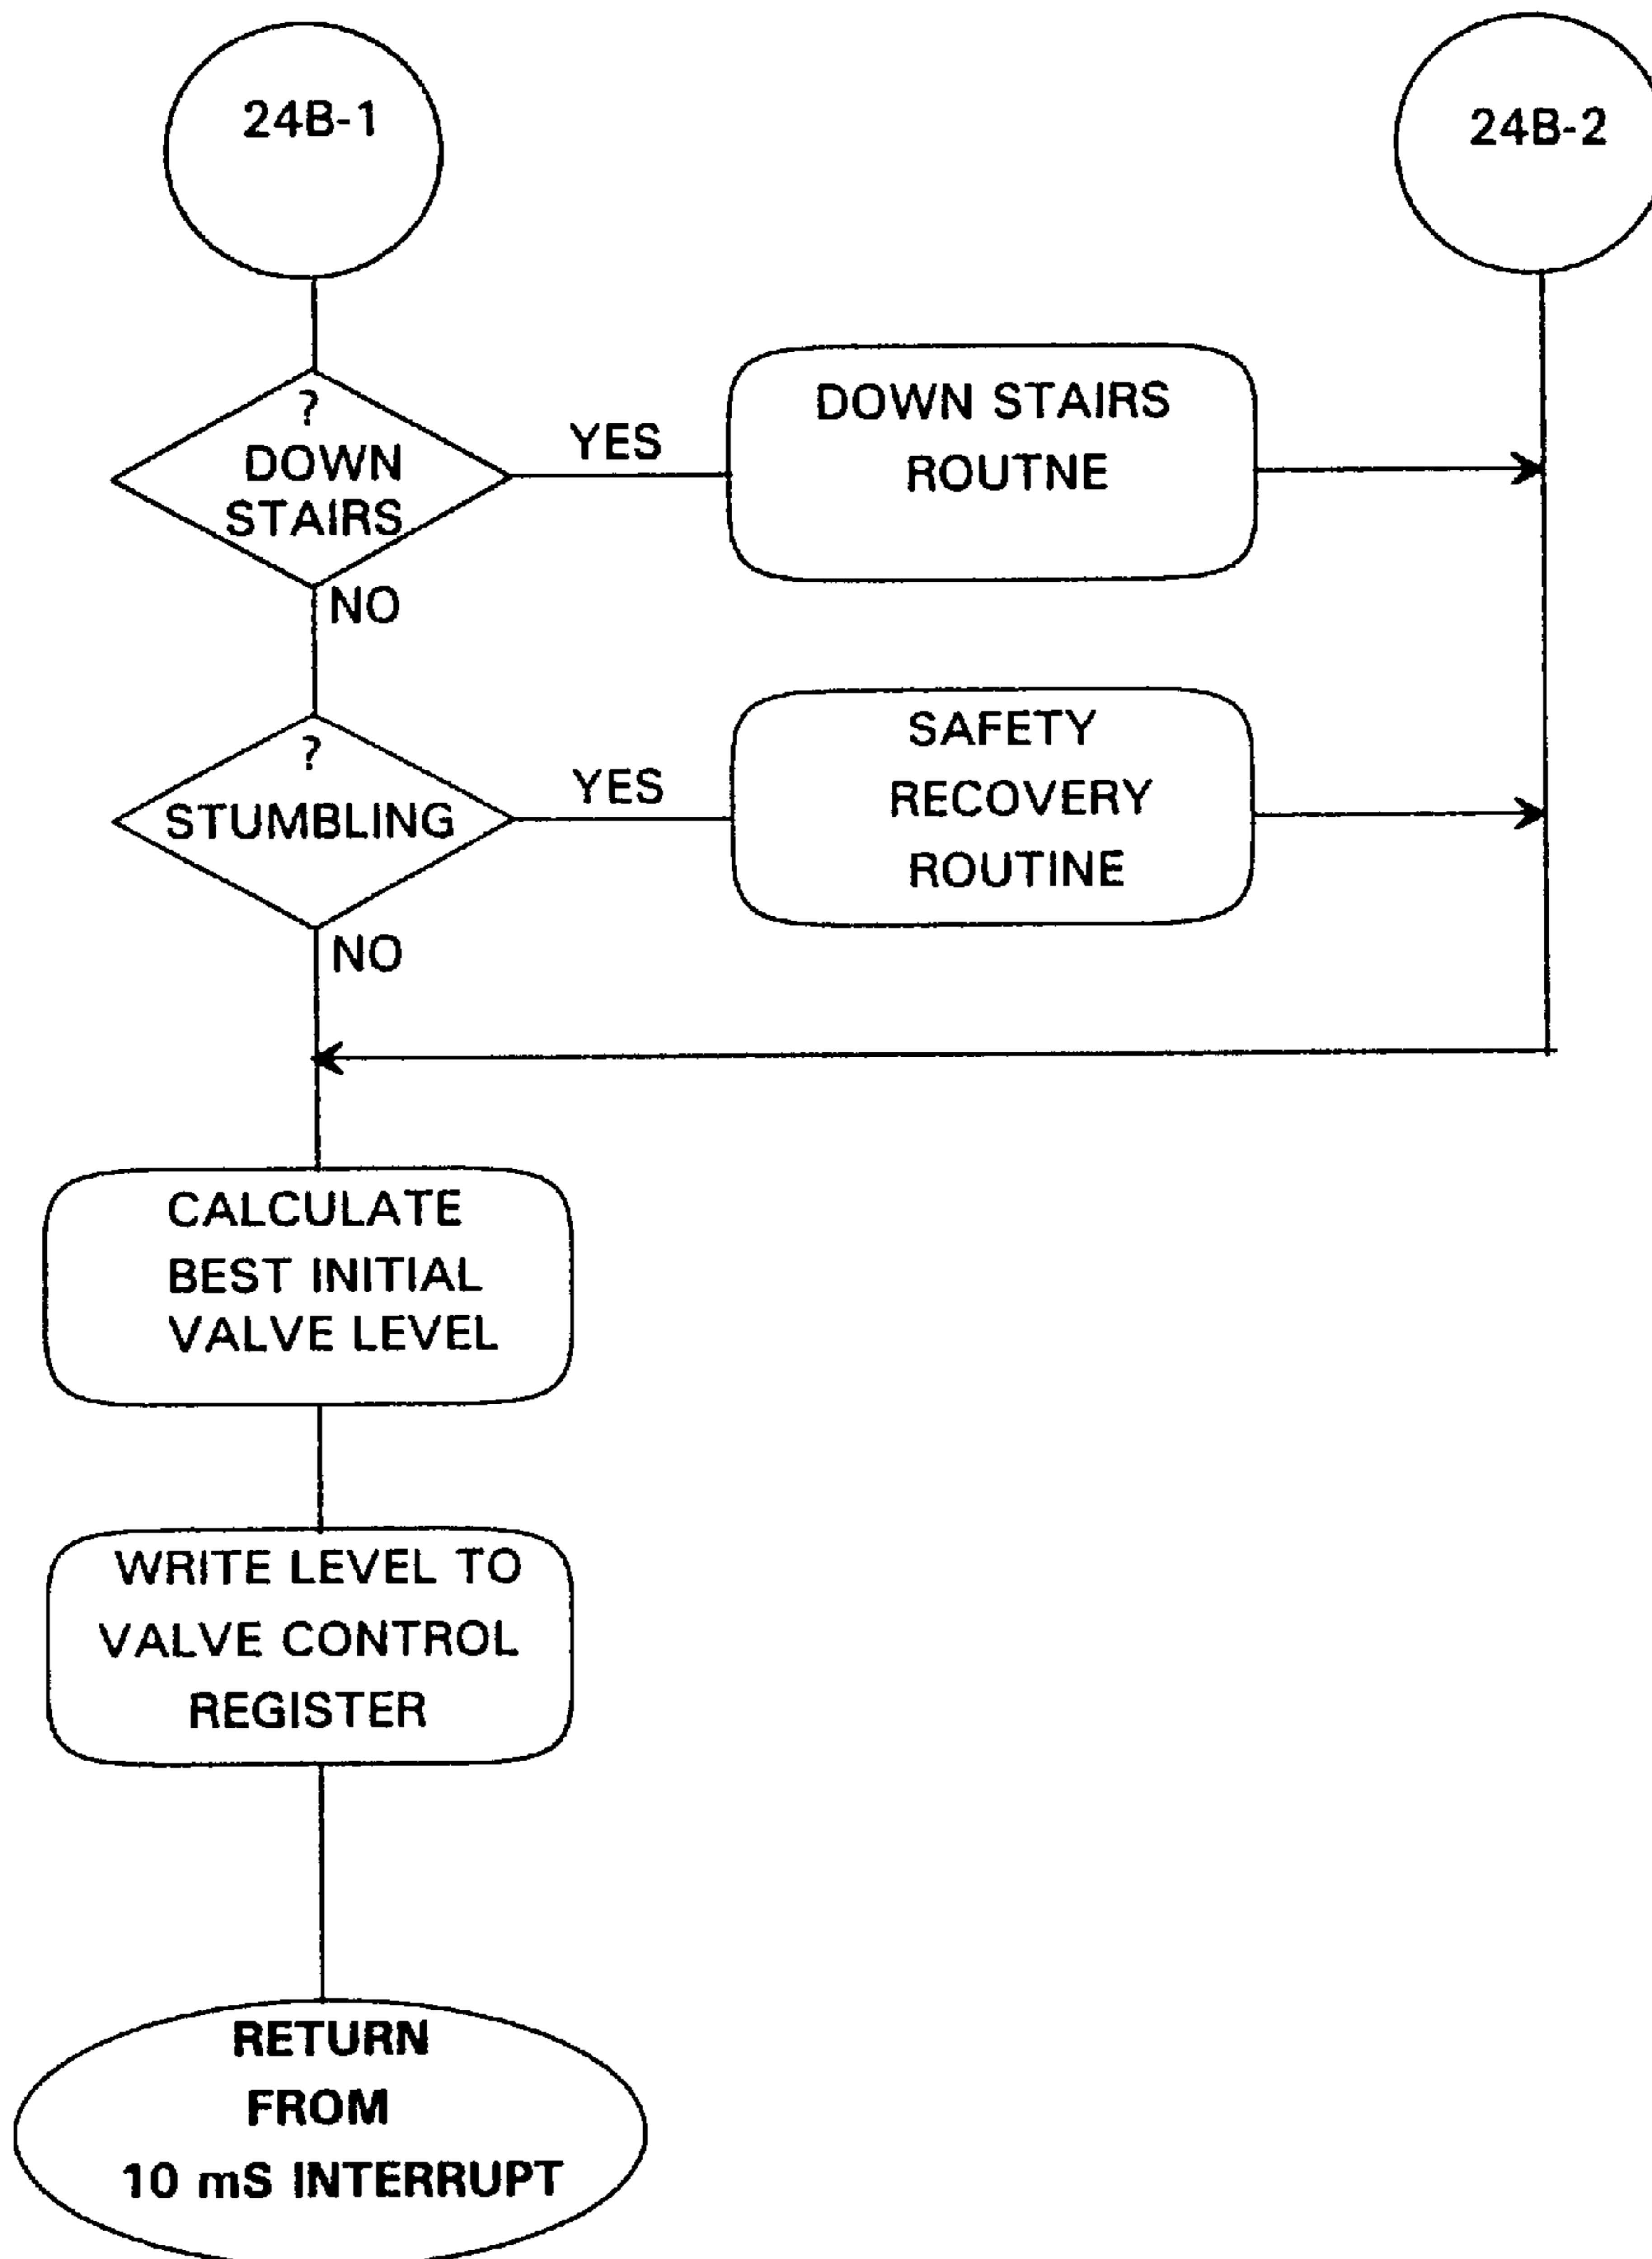 24B-1
24B-2
?
DOWN
STAIRS
YES
DOWN STAIRS
ROUTNE
NO
?
STUMBLING
YES
SAFETY
RECOVERY
ROUTINE
NO
CALCULATE
BEST INITIAL
VALVE LEVEL
WRITE LEVEL TO
VALVE CONTROL
REGISTER
RETURN
FROM
10 mS INTERRUPT